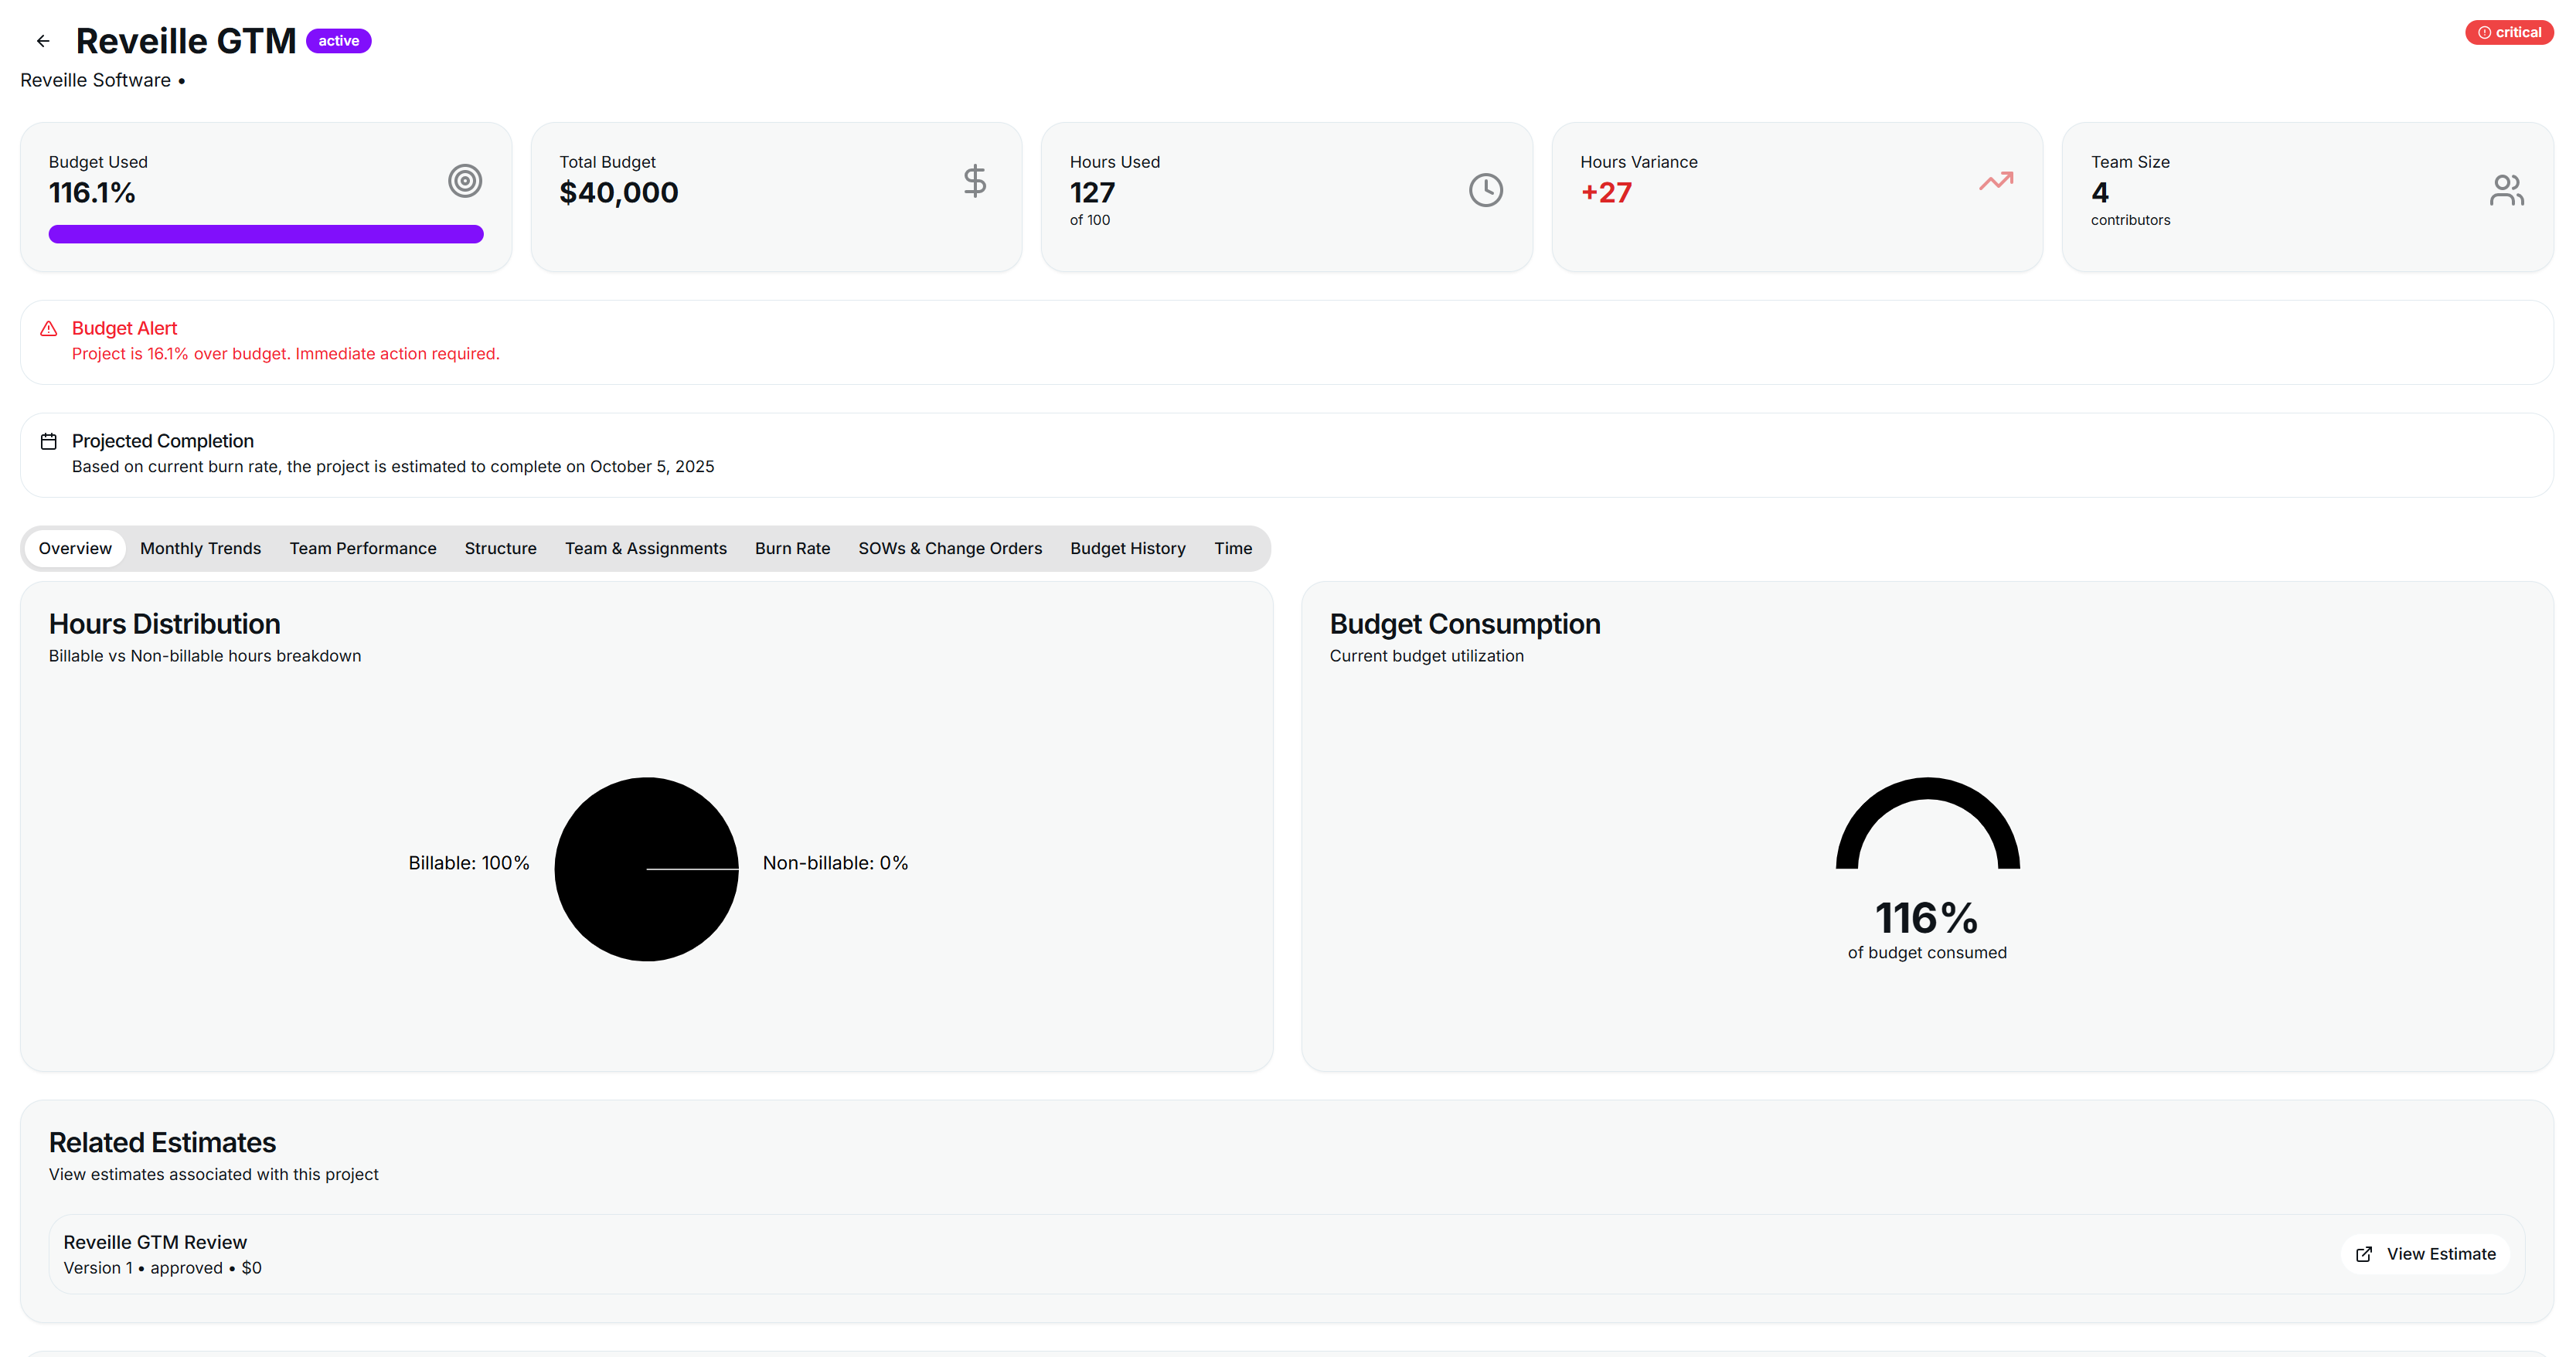 Reveille GTM active
critical
Reveille Software •
Budget Used
116.1%
Total Budget
$40,000
Hours Used
127
of 100
Hours Variance
+27
Team Size
4
contributors
Budget Alert
Project is 16.1% over budget. Immediate action required.
Projected Completion
Based on current burn rate, the project is estimated to complete on October 5, 2025
Overview Monthly Trends Team Performance Structure Team & Assignments Burn Rate SOWs & Change Orders Budget History Time
Hours Distribution
Billable vs Non-billable hours breakdown
Billable: 100%
Non-billable: 0%
Budget Consumption
Current budget utilization
116%
of budget consumed
Related Estimates
View estimates associated with this project
Reveille GTM Review
Version 1 • approved • $0
View Estimate